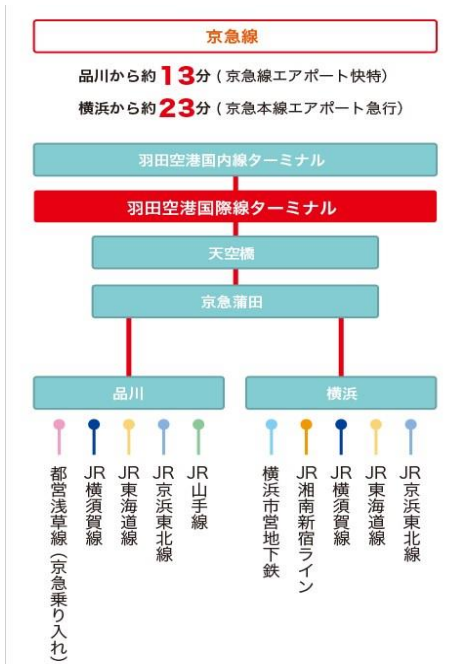 京急線
品川から約13分 (京急線エアポート快特)
横浜から約23分 (京急本線エアポート急行)
羽田空港国内線ターミナル
羽田空港国際線ターミナル
天空橋
京急蒲田
品川
横浜
都営浅草線(京急乗り入れ)
JR横須賀線
JR東海道線
JR京浜東北線
JR山手線
横浜市営地下鉄
JR湘南新宿ライン
JR横須賀線
JR東海道線
JR京浜東北線